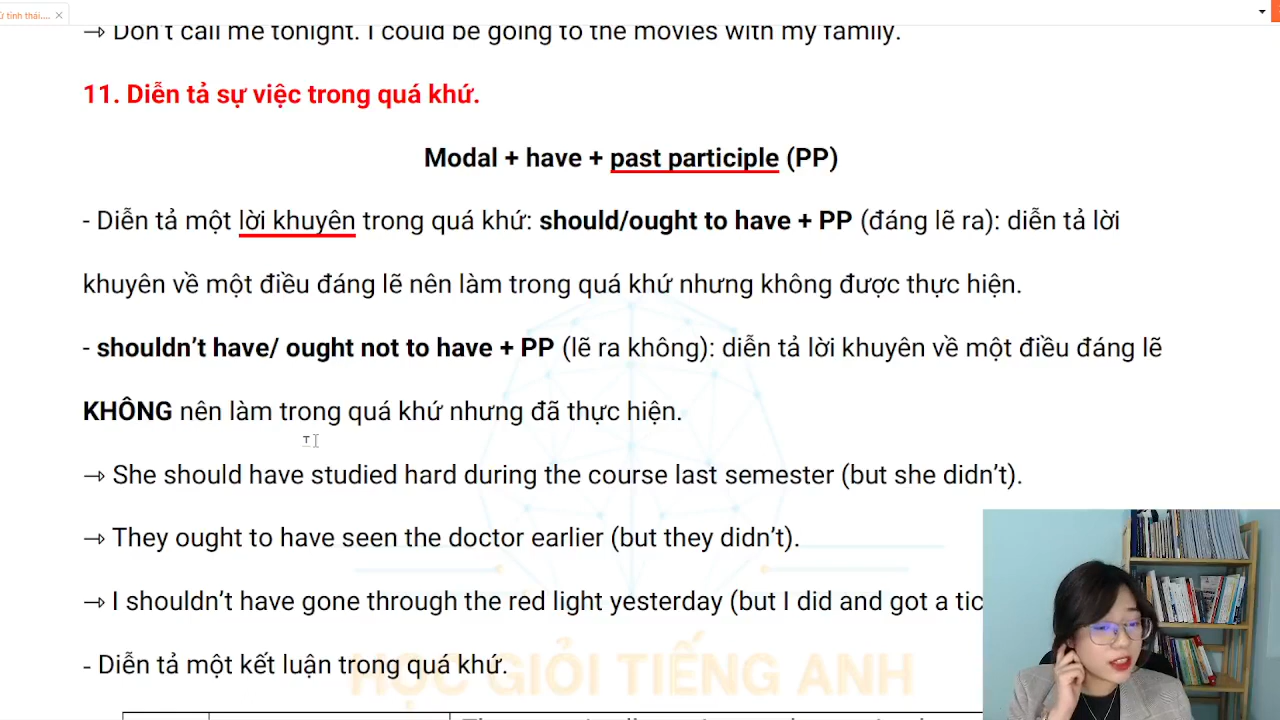 ừ tình thái....
→ Don't call me tonight. I could be going to the movies with my family.
11. Diễn tả sự việc trong quá khứ.
Modal + have + past participle (PP)
- Diễn tả một lời khuyên trong quá khứ: should/ought to have + PP (đáng lẽ ra): diễn tả lời
khuyên về một điều đáng lẽ nên làm trong quá khứ nhưng không được thực hiện.
- shouldn't have/ ought not to have + PP (lẽ ra không): diễn tả lời khuyên về một điều đáng lẽ
KHÔNG nên làm trong quá khứ nhưng đã thực hiện.
→ She should have studied hard during the course last semester (but she didn't).
→ They ought to have seen the doctor earlier (but they didn't).
→ I shouldn't have gone through the red light yesterday (but I did and got a tic
- Diễn tả một kết luận trong quá khứ.
HỌC GIỎI TIẾNG ANH